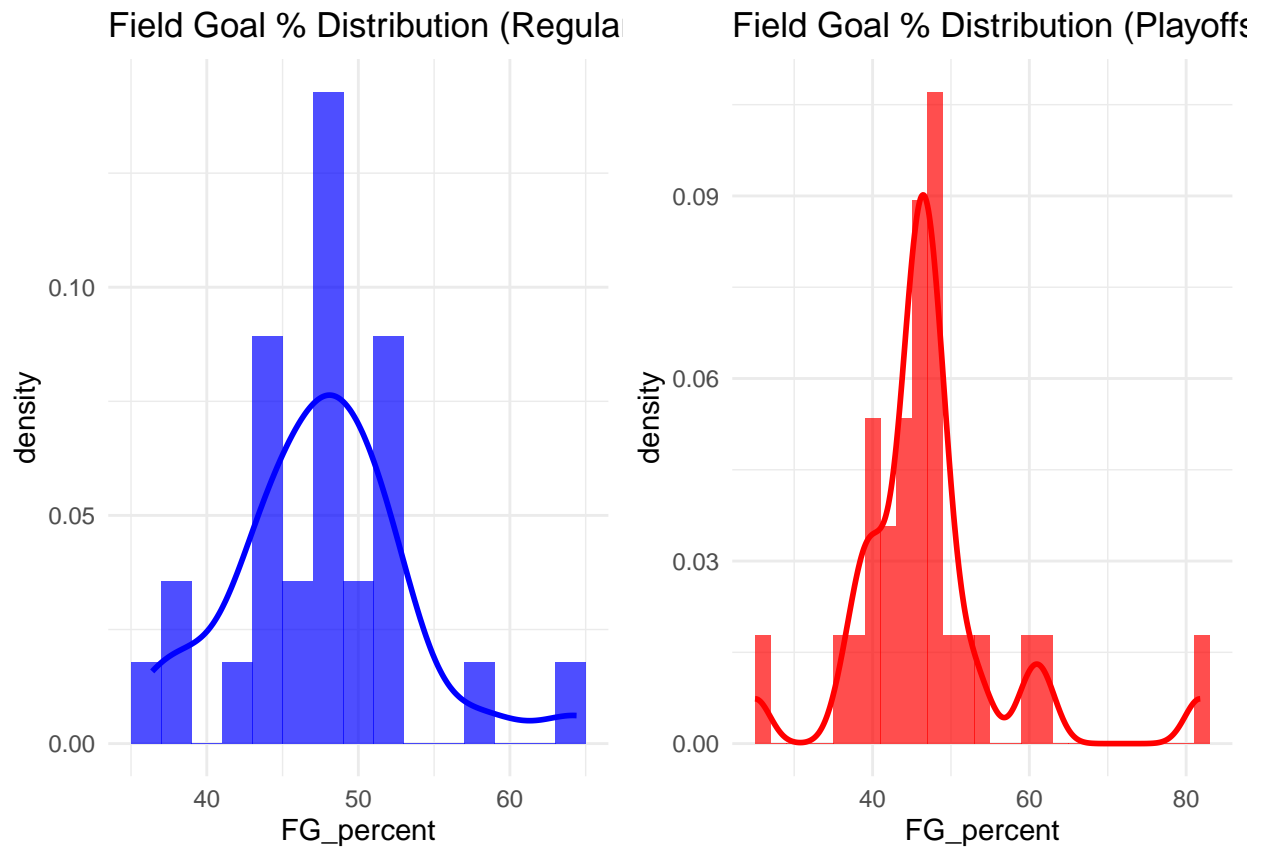 Field Goal % Distribution (Regular
density
0.10
0.05
0.00
40 50 60
FG_percent
Field Goal % Distribution (Playoffs
density
0.09
0.06
0.03
0.00
40 60 80
FG_percent